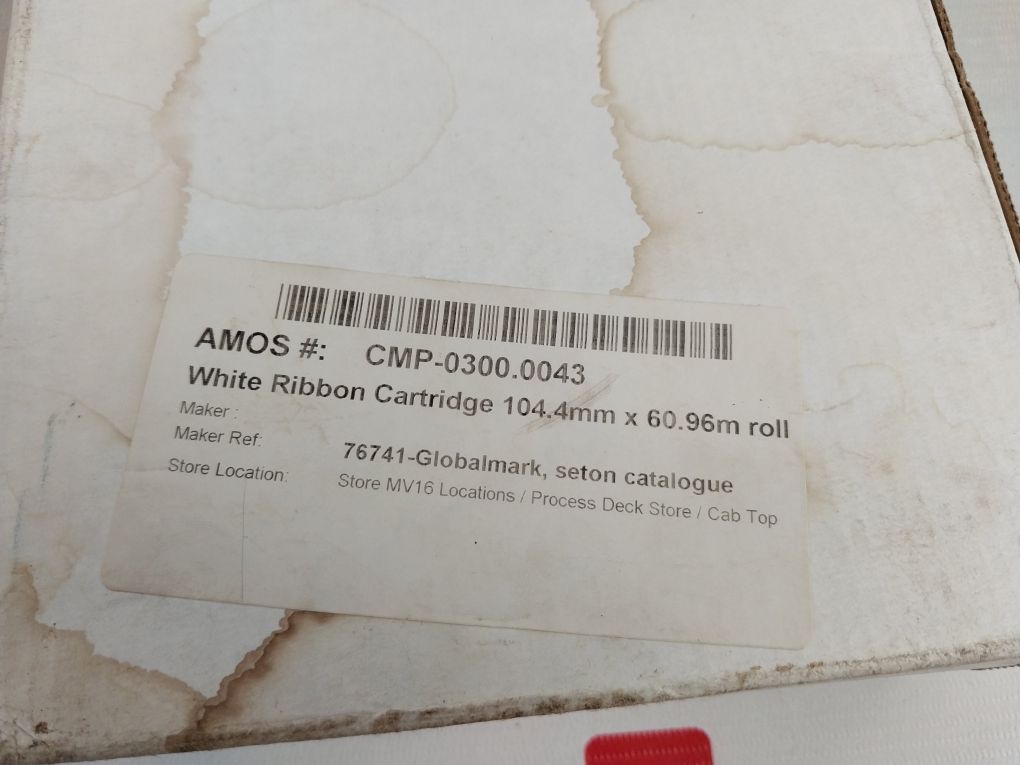 AMOS #: CMP-0300.0043
White Ribbon Cartridge 104.4mm x 60.96m roll
Maker :
Maker Ref: 76741-Globalmark, seton catalogue
Store Location: Store MV16 Locations / Process Deck Store / Cab Top